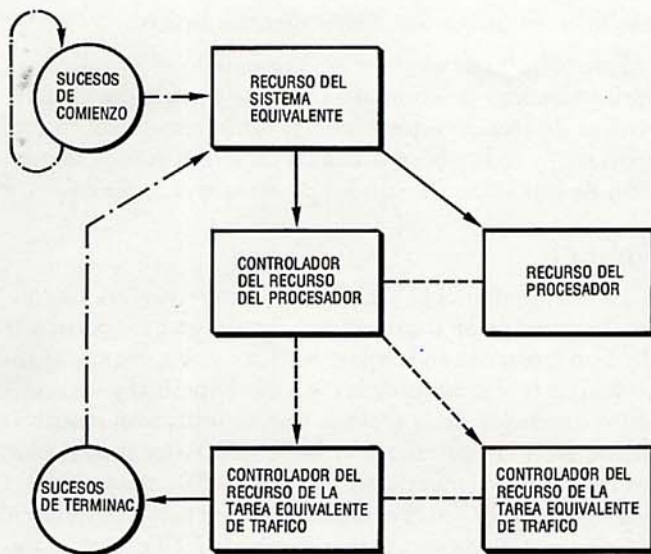 SUCESOS
DE
COMIENZO
RECURSO DEL
SISTEMA
EQUIVALENTE
CONTROLADOR
DEL RECURSO
DEL PROCESADOR
RECURSO DEL
PROCESADOR
SUCESOS
DE TERMINAC.
CONTROLADOR DEL
RECURSO DE LA
TAREA EQUIVALENTE
DE TRAFICO
CONTROLADOR DEL
RECURSO DE LA
TAREA EQUIVALENTE
DE TRAFICO